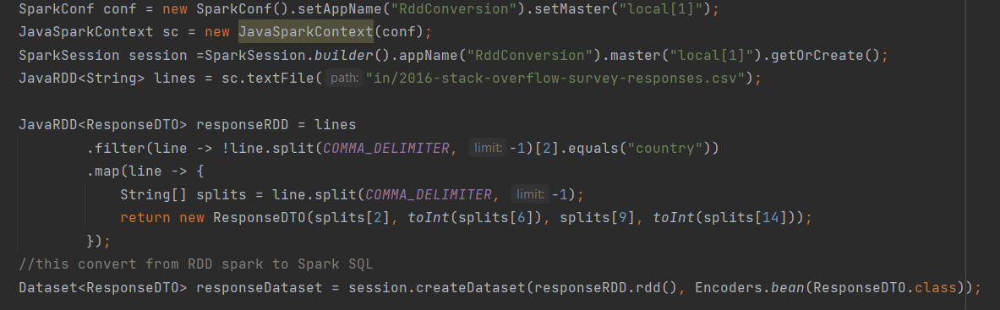 SparkConf conf = new SparkConf().setAppName("RddConversion").setMaster("local[1]");
JavaSparkContext sc = new JavaSparkContext(conf);
SparkSession session =SparkSession.builder().appName("RddConversion").master("local[1]").getOrCreate();
JavaRDD<String> lines = sc.textFile( path: "in/2016-stack-overflow-survey-responses.csv");
JavaRDD<ResponseDTO> responseRDD = lines
.filter(line -> !line.split(COMMA_DELIMITER, limit: -1)[2].equals("country"))
.map(line -> {
String[] splits = line.split(COMMA_DELIMITER, limit: -1);
return new ResponseDTO(splits[2], toInt(splits[6]), splits[9], toInt(splits[14]));
});
//this convert from RDD spark to Spark SQL
Dataset<ResponseDTO> responseDataset = session.createDataset(responseRDD.rdd(), Encoders.bean(ResponseDTO.class));